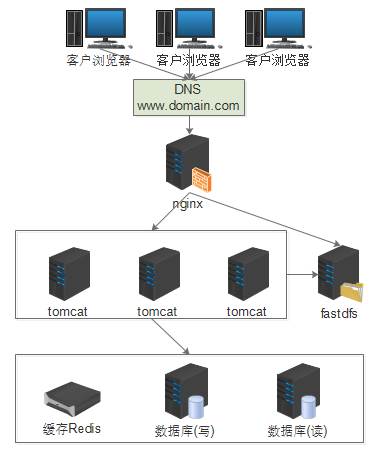 客户浏览器
客户浏览器
客户浏览器
DNS
www.domain.com
nginx
tomcat
tomcat
tomcat
fastdfs
缓存Redis
数据库(写)
数据库(读)